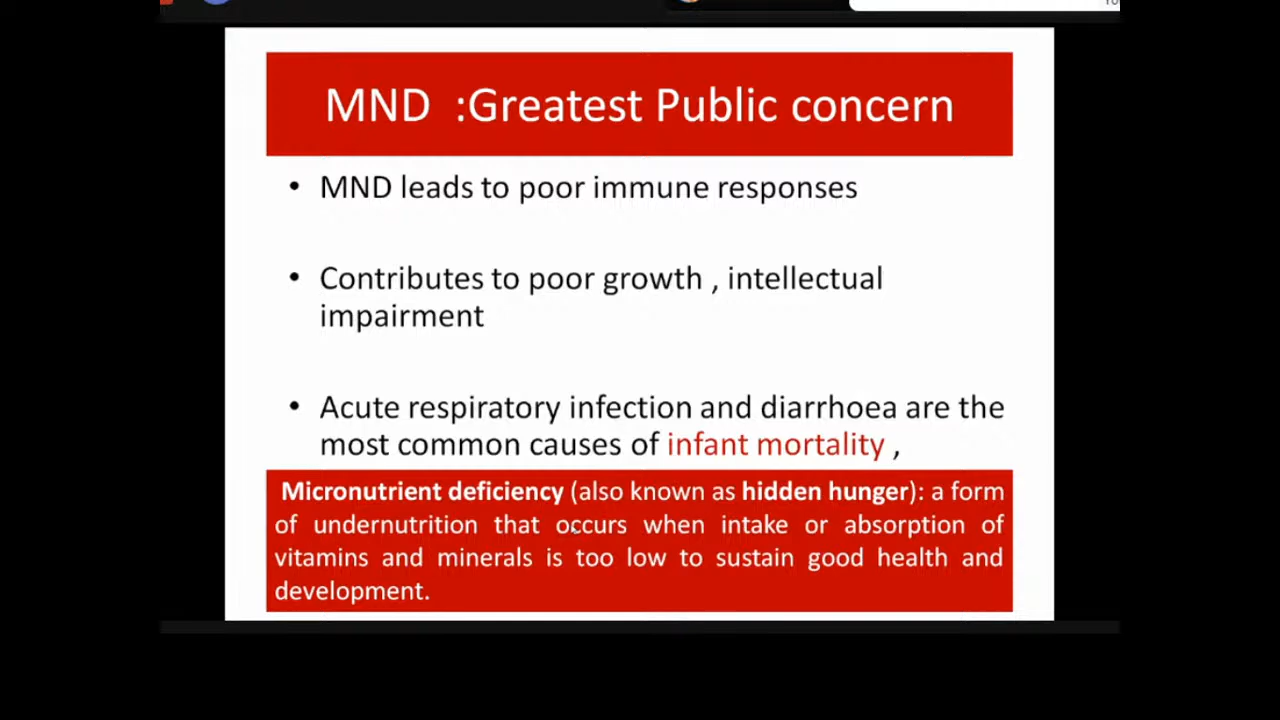 MND :Greatest Public concern
• MND leads to poor immune responses
• Contributes to poor growth , intellectual
impairment
• Acute respiratory infection and diarrhoea are the
most common causes of infant mortality ,
Micronutrient deficiency (also known as hidden hunger): a form
of undernutrition that occurs when intake or absorption of
vitamins and minerals is too low to sustain good health and
development.